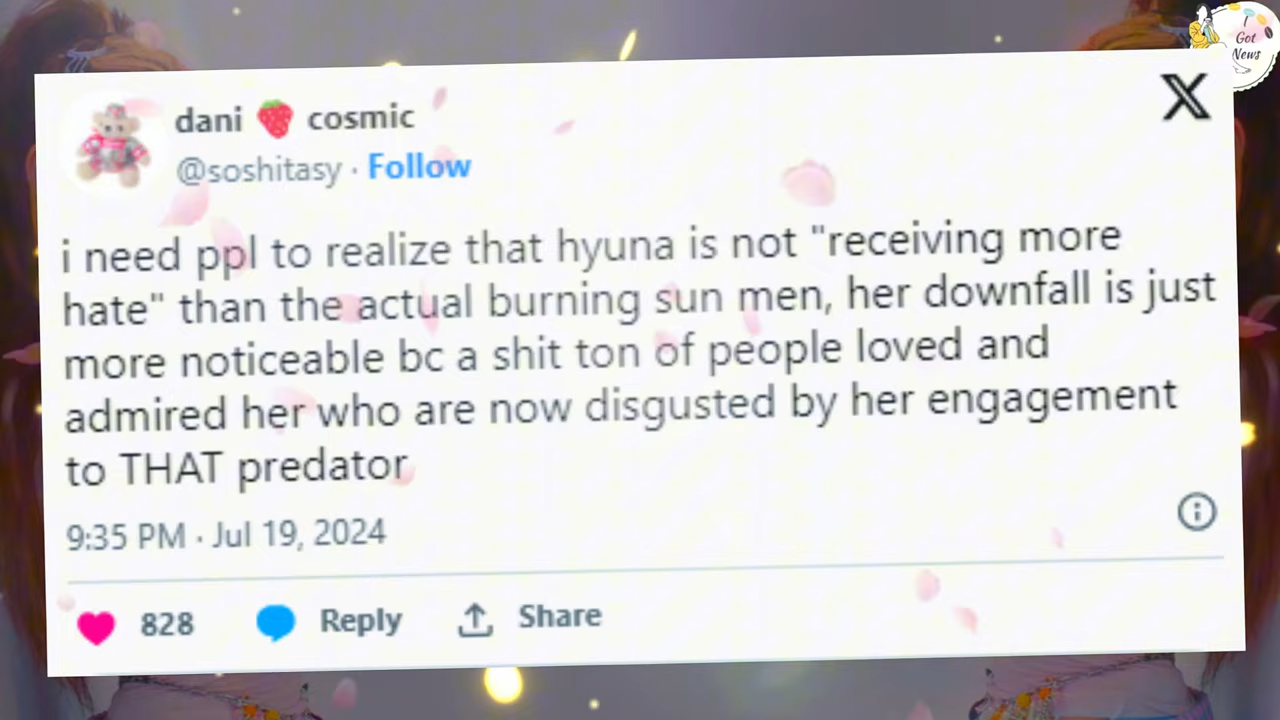 I
Got
News
dani 🍓 cosmic
@soshitasy · Follow
i need ppl to realize that hyuna is not "receiving more
hate" than the actual burning sun men, her downfall is just
more noticeable bc a shit ton of people loved and
admired her who are now disgusted by her engagement
to THAT predator
9:35 PM · Jul 19, 2024
828 Reply Share